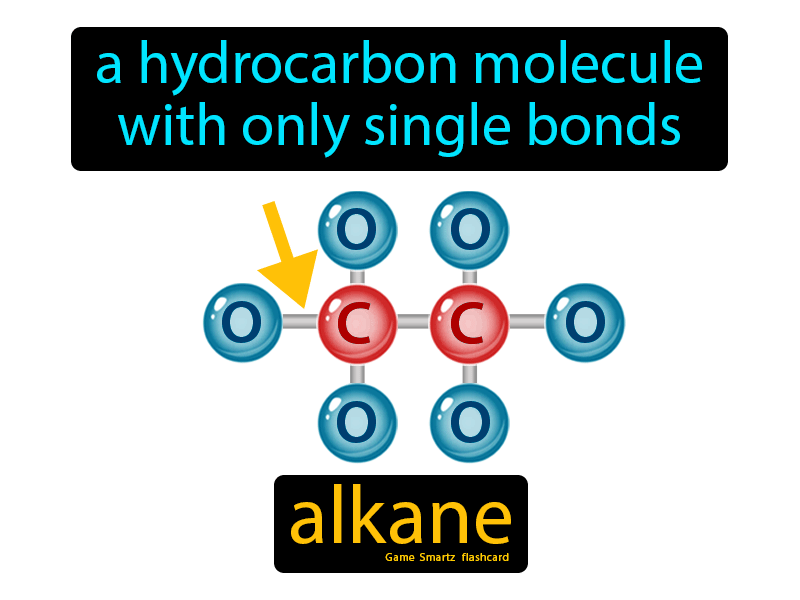 a hydrocarbon molecule
with only single bonds
O O
O C C O
O O
alkane
Game Smartz flashcard